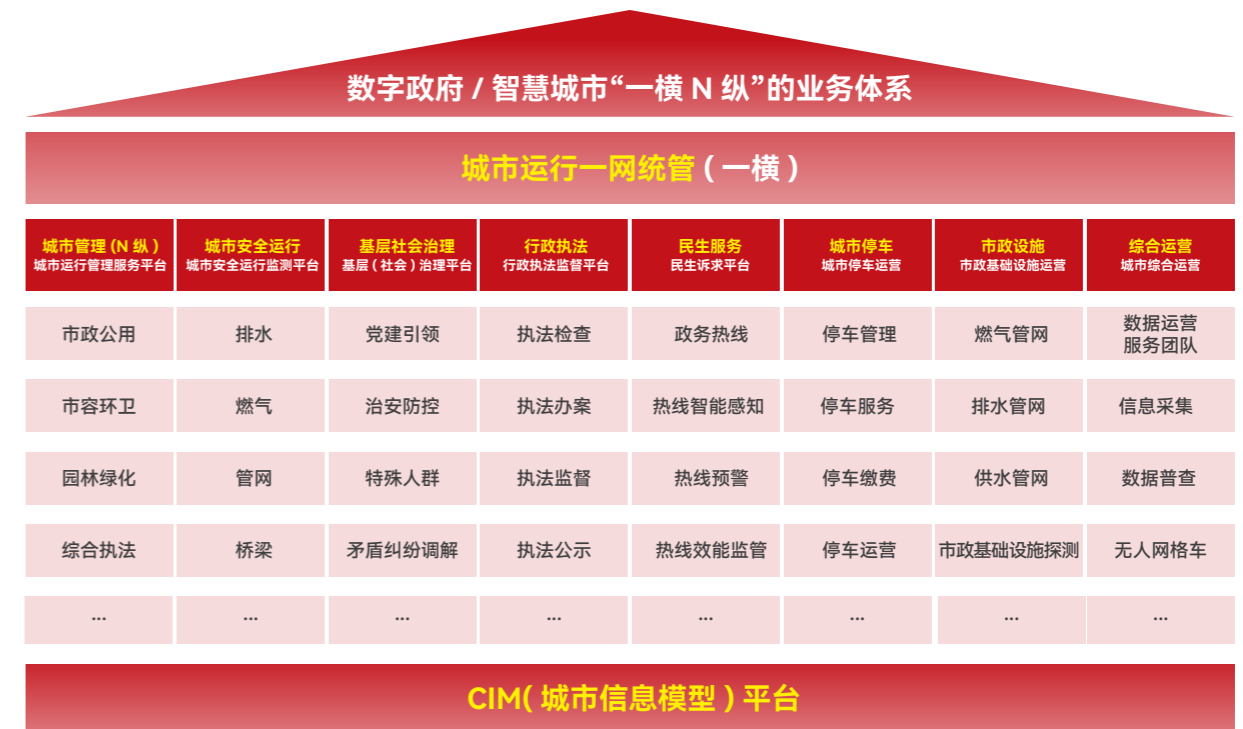 数字政府 / 智慧城市“一横 N 纵”的业务体系
城市运行一网统管 ( 一横 )
城市管理 (N 纵 )
城市运行管理服务平台
城市安全运行
城市安全运行监测平台
基层社会治理
基层 ( 社会 ) 治理平台
行政执法
行政执法监督平台
民生服务
民生诉求平台
城市停车
城市停车运营
市政设施
市政基础设施运营
综合运营
城市综合运营
市政公用
排水
党建引领
执法检查
政务热线
停车管理
燃气管网
数据运营
服务团队
市容环卫
燃气
治安防控
执法办案
热线智能感知
停车服务
排水管网
信息采集
园林绿化
管网
特殊人群
执法监督
热线预警
停车缴费
供水管网
数据普查
综合执法
桥梁
矛盾纠纷调解
执法公示
热线效能监管
停车运营
市政基础设施探测
无人网格车
...
...
...
...
...
...
...
...
CIM( 城市信息模型 ) 平台